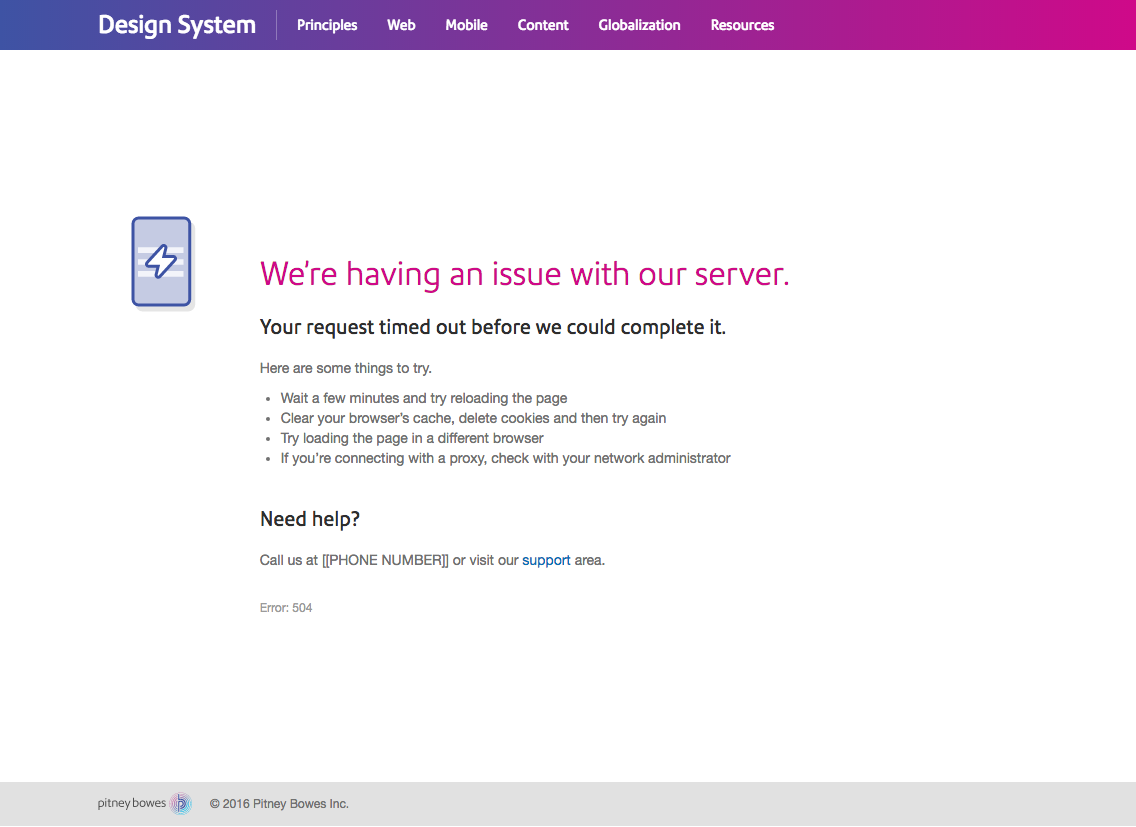 Design System Principles Web Mobile Content Globalization Resources
We're having an issue with our server.
Your request timed out before we could complete it.
Here are some things to try.
• Wait a few minutes and try reloading the page
• Clear your browser's cache, delete cookies and then try again
• Try loading the page in a different browser
• If you're connecting with a proxy, check with your network administrator
Need help?
Call us at [[PHONE NUMBER]] or visit our support area.
Error: 504
pitney bowes © 2016 Pitney Bowes Inc.